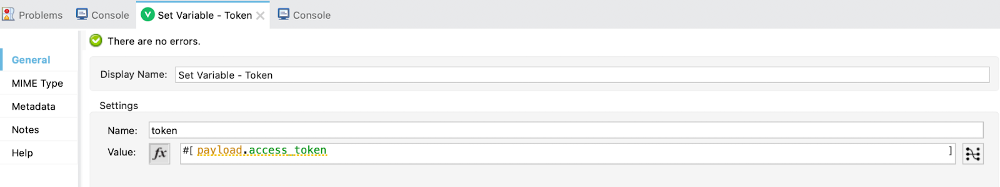 Problems Console V Set Variable - Token Console
There are no errors.
General
Display Name: Set Variable - Token
MIME Type
Settings
Metadata
Name: token
Notes
Value: fx #[ payload.access_token ]
Help